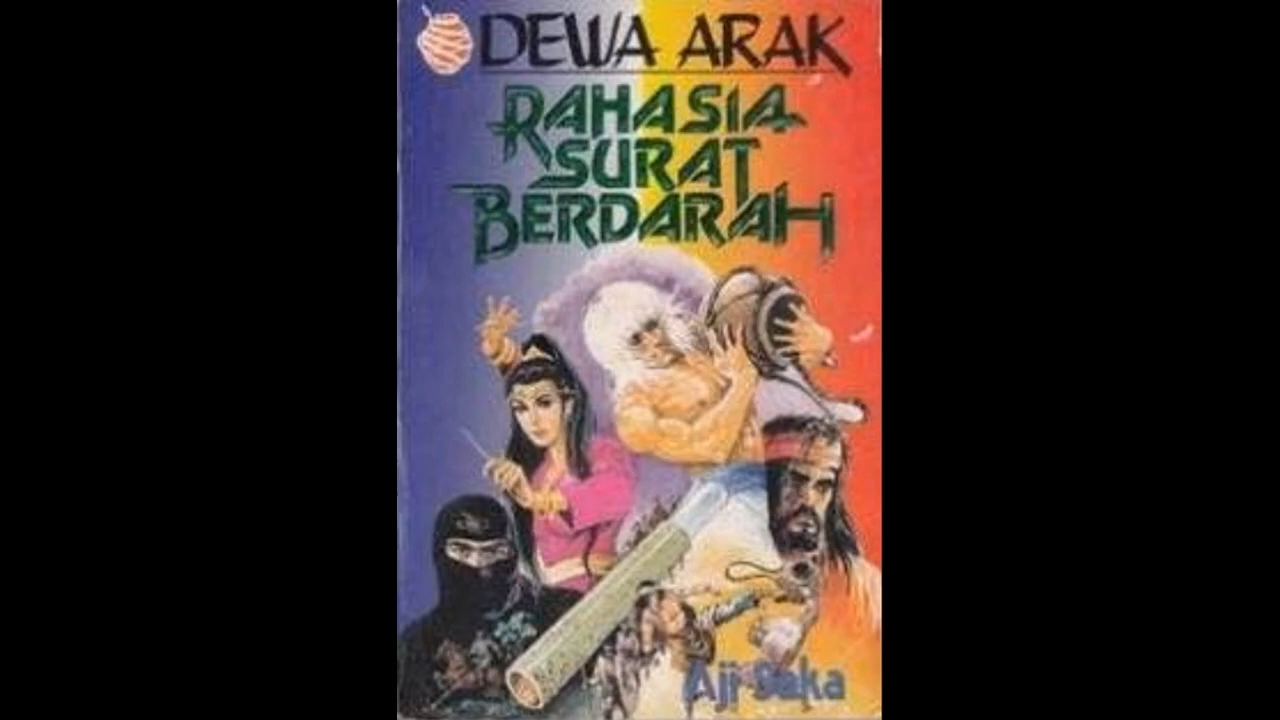 DEWA ARAK
RAHASIA
SURAT
BERDARAH
Aji Saka